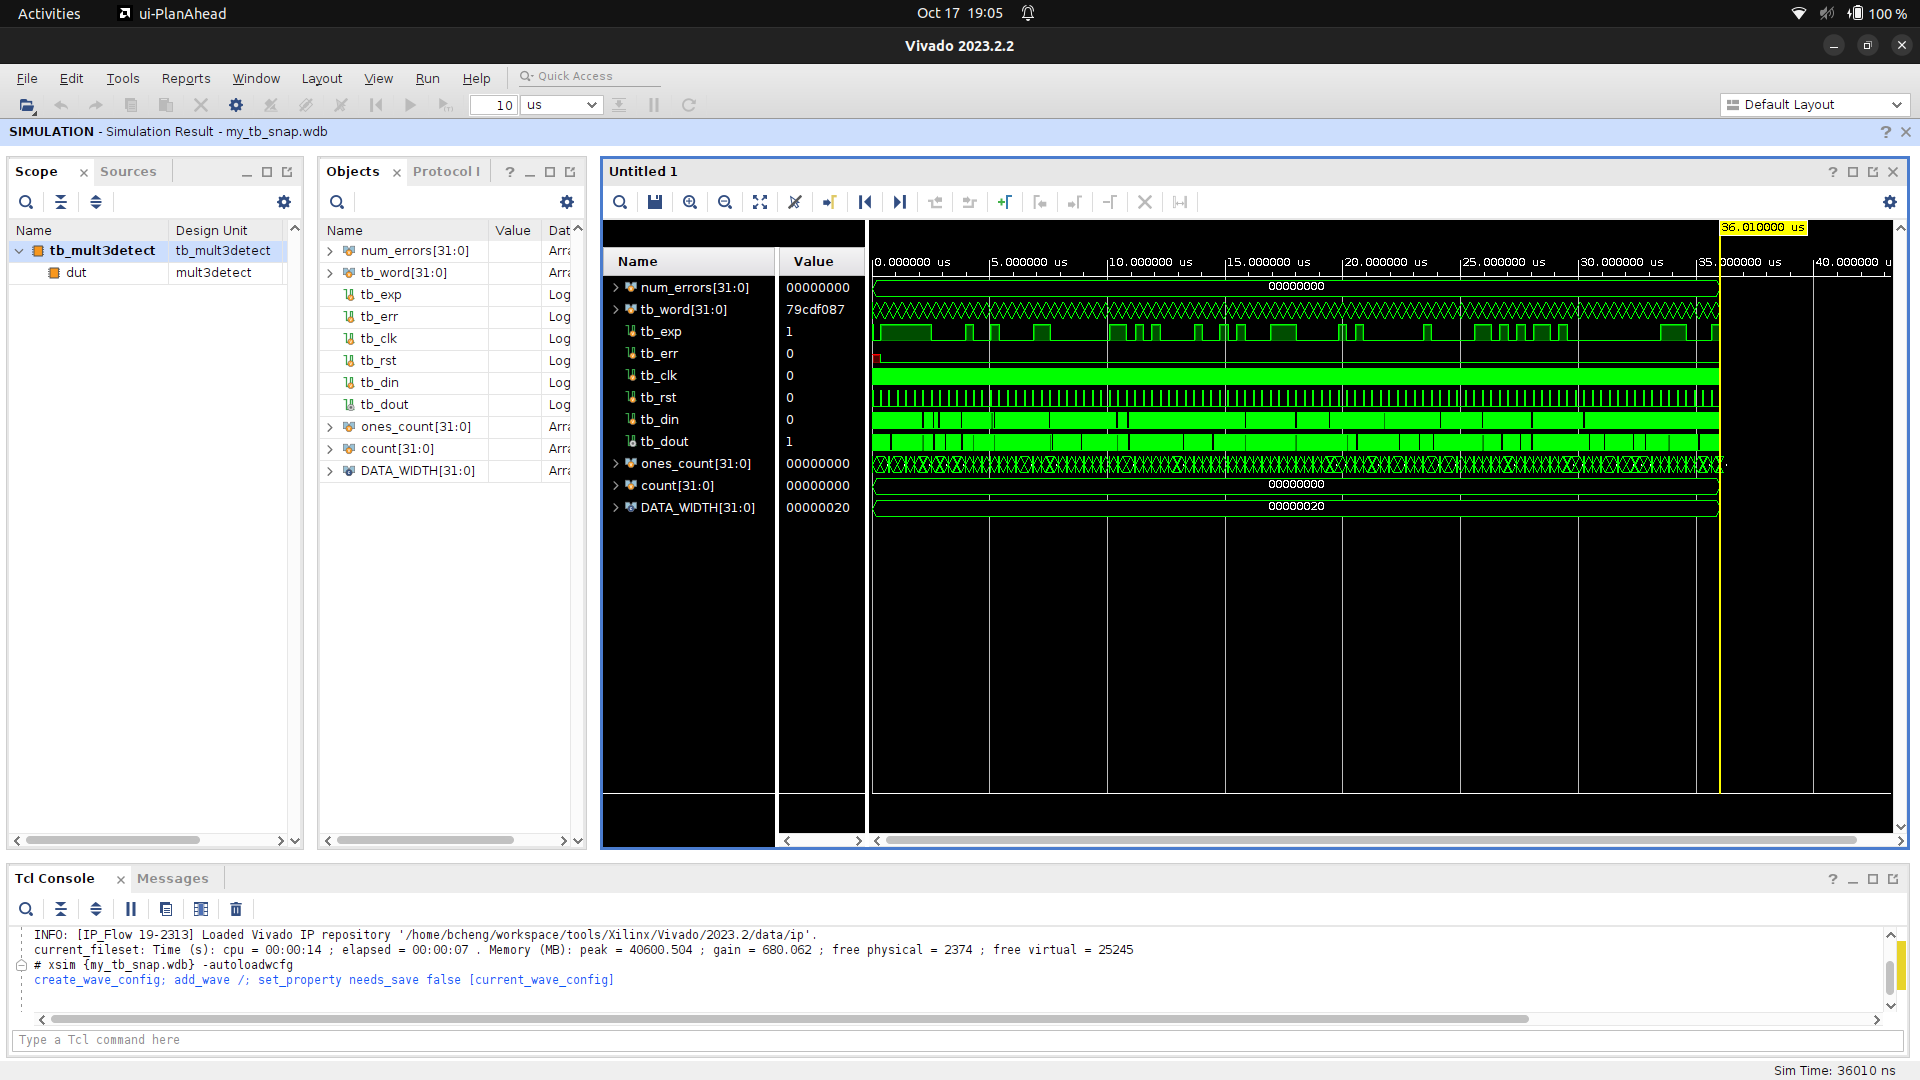 Activities
ui-PlanAhead
Oct 17 19:05
100 %
Vivado 2023.2.2
File Edit Tools Reports Window Layout View Run Help
Quick Access
10 us
Default Layout
SIMULATION - Simulation Result - my_tb_snap.wdb
Scope Sources
Name Design Unit
tb_mult3detect tb_mult3detect
dut mult3detect
Objects Protocol I
Name Value Dat
num_errors[31:0] Arra
tb_word[31:0] Arra
tb_exp Log
tb_err Log
tb_clk Log
tb_rst Log
tb_din Log
tb_dout Log
ones_count[31:0] Arra
count[31:0] Arra
DATA_WIDTH[31:0] Arra
Untitled 1
36.010000 us
Name Value
0.000000 us 5.000000 us 10.000000 us 15.000000 us 20.000000 us 25.000000 us 30.000000 us 35.000000 us 40.000000 u
num_errors[31:0] 00000000 00000000
tb_word[31:0] 79cdf087
tb_exp 1
tb_err 0
tb_clk 0
tb_rst 0
tb_din 0
tb_dout 1
ones_count[31:0] 00000000
count[31:0] 00000000 00000000
DATA_WIDTH[31:0] 00000020 00000020
Tcl Console Messages
INFO: [IP_Flow 19-2313] Loaded Vivado IP repository '/home/bcheng/workspace/tools/Xilinx/Vivado/2023.2/data/ip'.
current_fileset: Time (s): cpu = 00:00:14 ; elapsed = 00:00:07 . Memory (MB): peak = 40600.504 ; gain = 680.062 ; free physical = 2374 ; free virtual = 25245
# xsim {my_tb_snap.wdb} -autoloadwcfg
create_wave_config; add_wave /; set_property needs_save false [current_wave_config]
Type a Tcl command here
Sim Time: 36010 ns